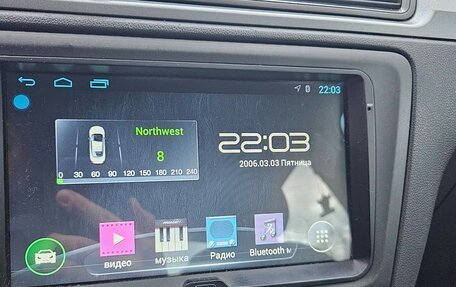 22:03
Northwest
8
0 30 60 90 120 150 180 210 240
22:03
2006.03.03 Пятница
видео
музыка
Радио
Bluetooth м